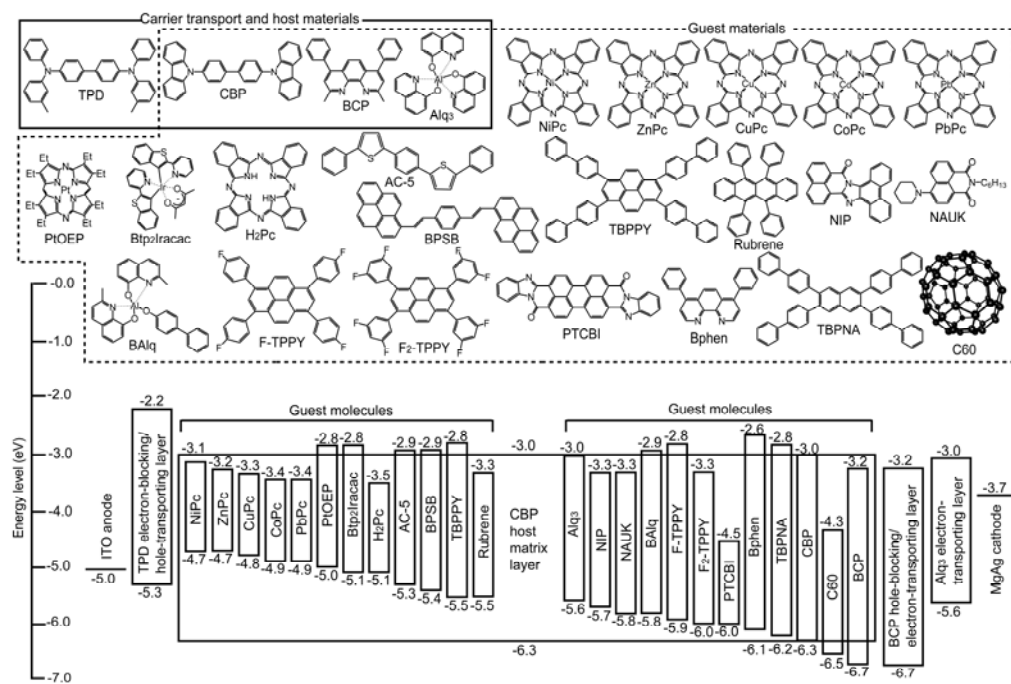 Carrier transport and host materials
Guest materials
TPD
CBP
BCP
Alq3
NiPc
ZnPc
CuPc
CoPc
PbPc
PtOEP
Btp2Iracac
H2Pc
AC-5
BPSB
TBPPY
Rubrene
NIP
NAUK
BAlq
F-TPPY
F2-TPPY
PTCBI
Bphen
TBPNA
C60
Energy level (eV)
-0.0
-1.0
-2.0
-3.0
-4.0
-5.0
-6.0
-7.0
Guest molecules
Guest molecules
ITO anode
-5.0
-2.2
TPD electron-blocking/
hole-transporting layer
-5.3
-3.1
NiPc
-4.7
-3.2
ZnPc
-4.7
-3.3
CuPc
-4.8
-3.4
CoPc
-4.9
-3.4
PbPc
-4.9
-2.8
PtOEP
-5.0
-2.8
Btp2Iracac
-5.1
-3.5
H2Pc
-5.1
-2.9
AC-5
-5.3
-2.9
BPSB
-5.4
-2.8
TBPPY
-5.5
-3.3
Rubrene
-5.5
-3.0
CBP
host
matrix
layer
-6.3
-3.0
Alq3
-5.6
-3.3
NIP
-5.7
-3.3
NAUK
-5.8
-2.9
BAlq
-5.8
-2.8
F-TPPY
-5.9
-3.3
F2-TPPY
-6.0
-4.5
PTCBI
-6.0
-2.6
Bphen
-6.1
-2.8
TBPNA
-6.2
-3.0
CBP
-6.3
-4.3
C60
-6.5
-3.2
BCP
-6.7
-3.2
BCP hole-blocking/
electron-transporting layer
-6.7
-3.0
Alq3 electron-
transporting layer
-5.6
-3.7
MgAg cathode